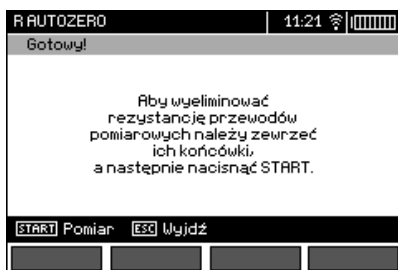 R AUTOZERO 11:21
Gotowy!
Aby wyeliminować
rezystancję przewodów
pomiarowych należy zewrzeć
ich końcówki,
a następnie nacisnąć START.
START Pomiar ESC Wyjdź